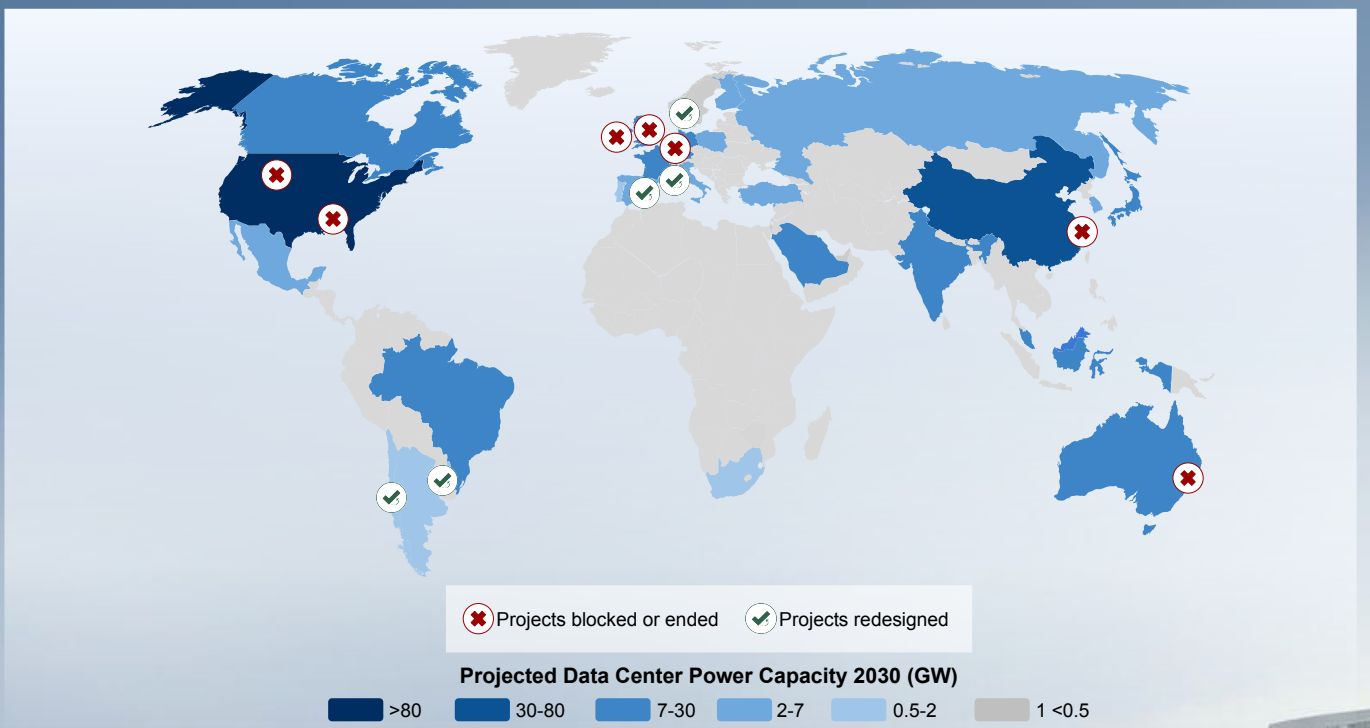 Projects blocked or ended
Projects redesigned
Projected Data Center Power Capacity 2030 (GW)
>80
30-80
7-30
2-7
0.5-2
1 <0.5